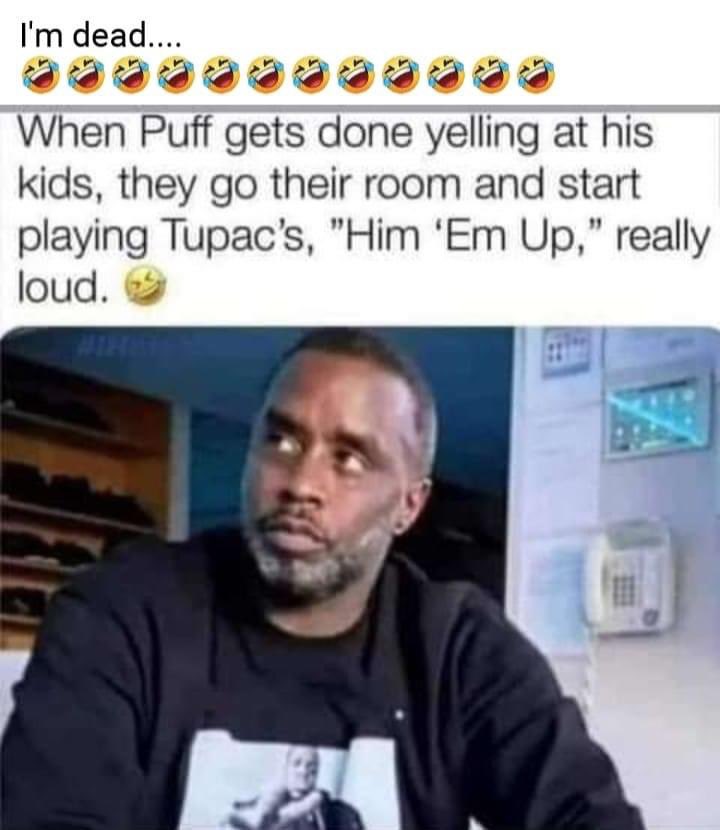 I'm dead....
🤣🤣🤣🤣🤣🤣🤣🤣🤣🤣🤣🤣
When Puff gets done yelling at his
kids, they go their room and start
playing Tupac's, "Him 'Em Up," really
loud. 🤣